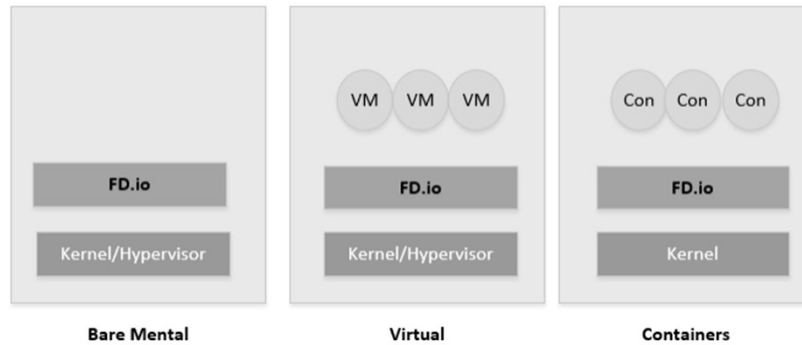 FD.io
Kernel/Hypervisor
Bare Mental
VM VM VM
FD.io
Kernel/Hypervisor
Virtual
Con Con Con
FD.io
Kernel
Containers